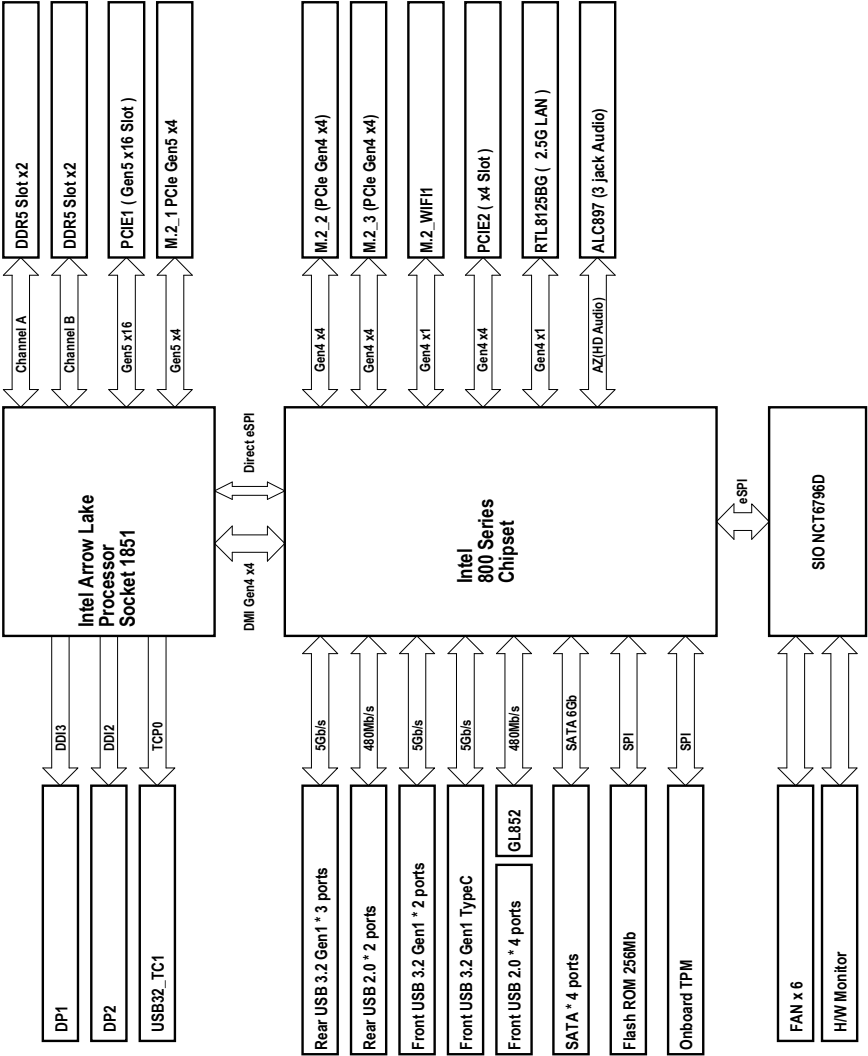 DDR5 Slot x2
DDR5 Slot x2
PCIE1 ( Gen5 x16 Slot )
M.2_1 PCIe Gen5 x4
Channel A
Channel B
Gen5 x16
Gen5 x4
Intel Arrow Lake
Processor
Socket 1851
DDI3
DDI2
TCP0
DP1
DP2
USB32_TC1
Direct eSPI
DMI Gen4 x4
M.2_2 (PCIe Gen4 x4)
M.2_3 (PCIe Gen4 x4)
M.2_WIFI1
PCIE2 ( x4 Slot )
RTL8125BG ( 2.5G LAN )
ALC897 (3 jack Audio)
Gen4 x4
Gen4 x4
Gen4 x1
Gen4 x4
Gen4 x1
AZ(HD Audio)
Intel
800 Series
Chipset
5Gb/s
480Mb/s
5Gb/s
5Gb/s
480Mb/s
SATA 6Gb
SPI
SPI
Rear USB 3.2 Gen1 * 3 ports
Rear USB 2.0 * 2 ports
Front USB 3.2 Gen1 * 2 ports
Front USB 3.2 Gen1 TypeC
GL852
Front USB 2.0 * 4 ports
SATA * 4 ports
Flash ROM 256Mb
Onboard TPM
eSPI
SIO NCT6796D
FAN x 6
H/W Monitor